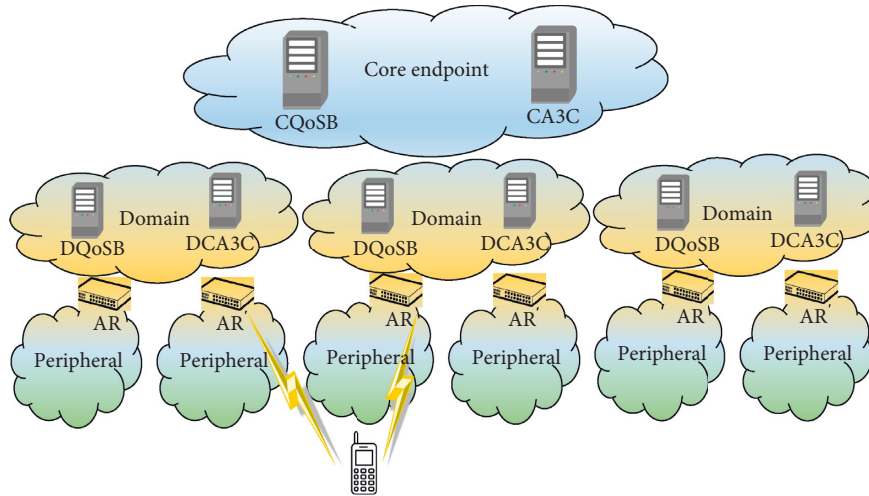 Core endpoint
CQoSB
CA3C
Domain
DQoSB
DCA3C
Domain
DQoSB
DCA3C
Domain
DQoSB
DCA3C
AR
AR
AR
AR
AR
AR
Peripheral
Peripheral
Peripheral
Peripheral
Peripheral
Peripheral